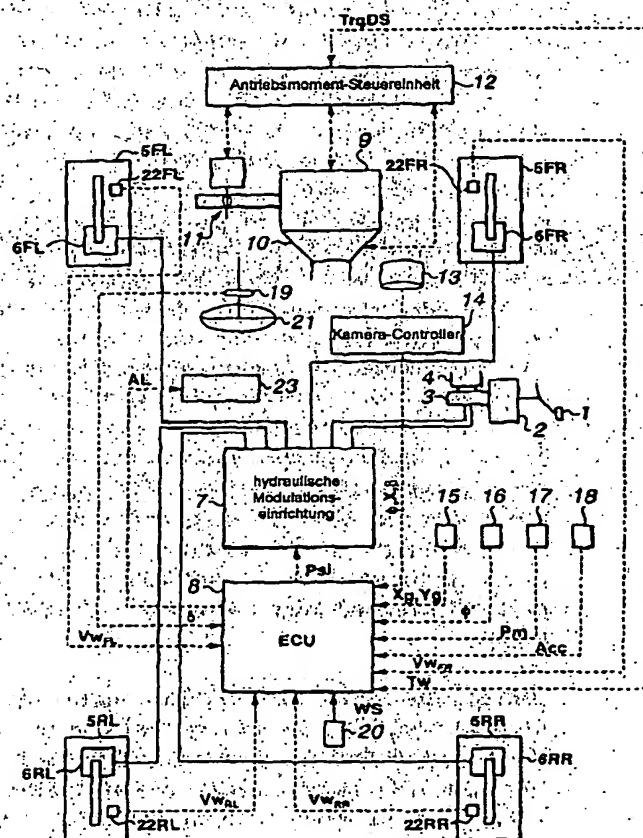 TrqDS
Antriebsmoment-Steuereinheit
12
9
5FL
22FL
22FR
5FR
6FL
6FR
11
10
13
19
14
21
Kamera-Controller
AL
23
4
3
2
1
hydraulische
Modulations-
einrichtung
7
15
16
17
18
Psi
8
Xg, Yg
δ
ECU
Pm
VwFL
Acc
VwFR
Tw
WS
20
5RL
6RL
5RR
6RR
VwRL
VwRR
22RL
22RR